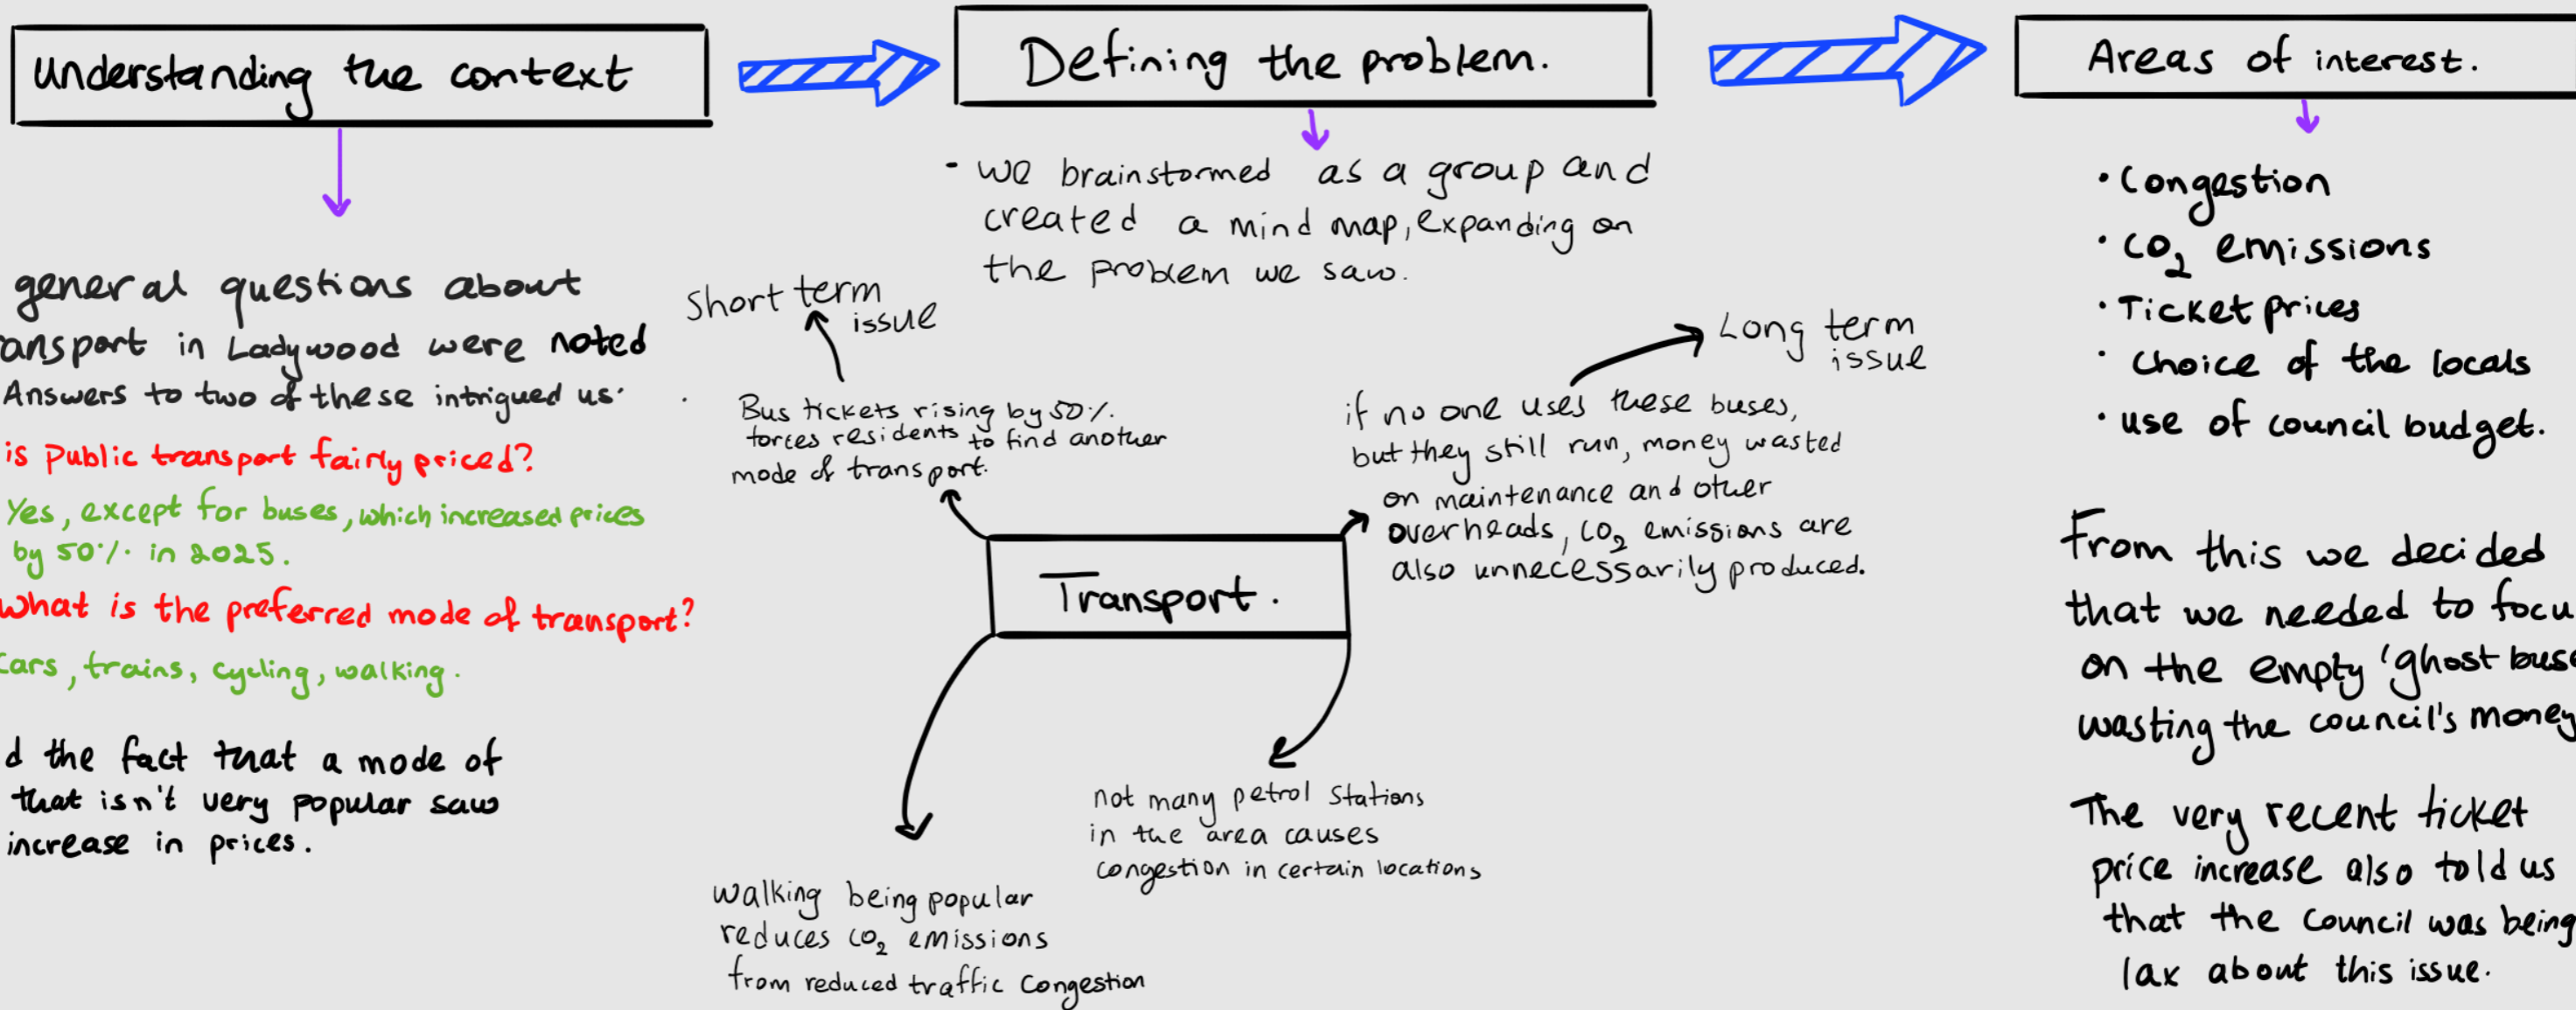 Understanding the context
general questions about
ansport in Ladywood were noted
Answers to two of these intrigued us.
is Public transport fairly priced?
Yes, except for buses, which increased prices
by 50% in 2025.
what is the preferred mode of transport?
Cars, trains, cycling, walking.
d the fact that a mode of
that isn't very popular saw
increase in prices.
Defining the problem.
- we brainstormed as a group and
created a mind map, expanding on
the problem we saw.
Short term
issue
Bus tickets rising by 50%.
forces residents to find another
mode of transport.
Long term
issue
if no one uses these buses,
but they still run, money wasted
on maintenance and other
overheads, CO₂ emissions are
also unnecessarily produced.
Transport.
not many petrol stations
in the area causes
congestion in certain locations
walking being popular
reduces CO₂ emissions
from reduced traffic congestion
Areas of interest.
• Congestion
• CO₂ emissions
• Ticket prices
• Choice of the locals
• use of council budget.
From this we decided
that we needed to focu
on the empty 'ghost buse
wasting the council's money
The very recent ticket
price increase also told us
that the council was being
lax about this issue.